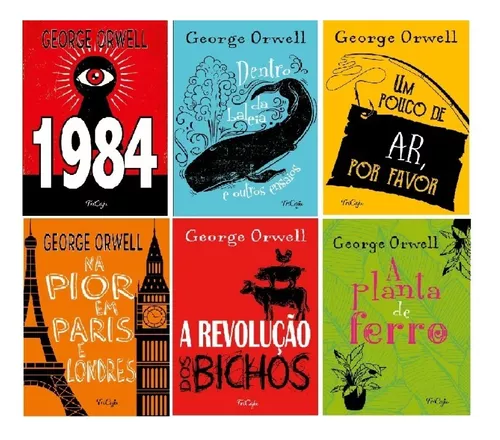 GEORGE ORWELL
1984
TriCaju
George Orwell
Dentro
da
baleia
e outros ensaios
TriCaju
George Orwell
UM
POUCO DE
AR,
POR FAVOR
TriCaju
GEORGE ORWELL
NA
PIOR
EM
PARIS
E
LONDRES
TriCaju
George Orwell
A REVOLUÇÃO
DOS
BICHOS
TriCaju
George Orwell
A
planta
de
ferro
TriCaju